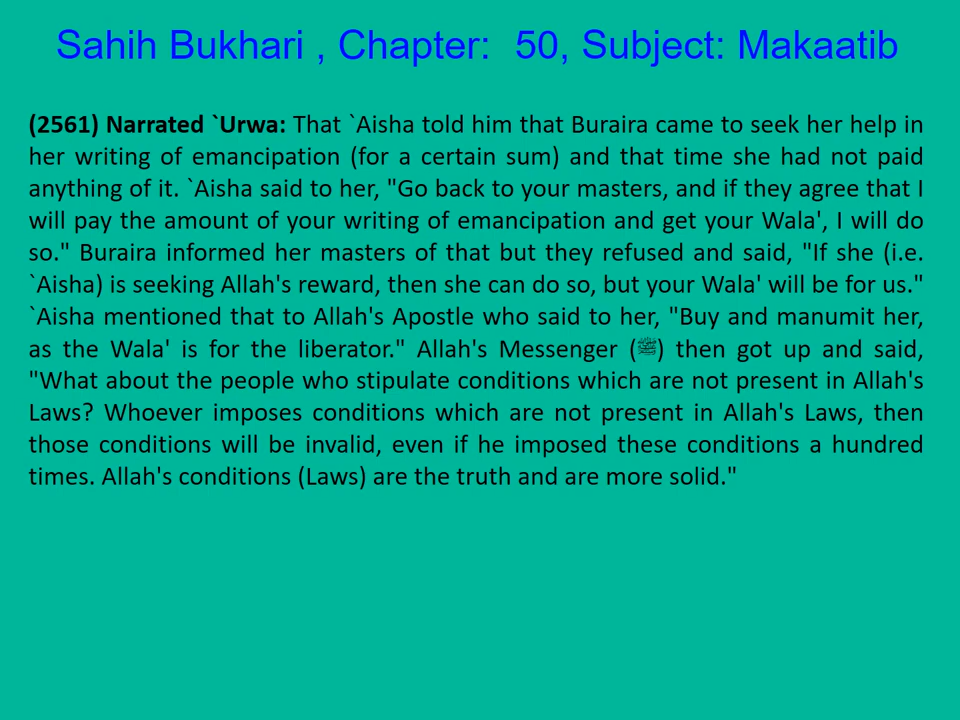 Sahih Bukhari , Chapter:  50, Subject: Makaatib
(2561) Narrated `Urwa: That `Aisha told him that Buraira came to seek her help in
her writing of emancipation (for a certain sum) and that time she had not paid
anything of it. `Aisha said to her, "Go back to your masters, and if they agree that I
will pay the amount of your writing of emancipation and get your Wala', I will do
so." Buraira informed her masters of that but they refused and said, "If she (i.e.
`Aisha) is seeking Allah's reward, then she can do so, but your Wala' will be for us."
`Aisha mentioned that to Allah's Apostle who said to her, "Buy and manumit her,
as the Wala' is for the liberator." Allah's Messenger (ﷺ) then got up and said,
"What about the people who stipulate conditions which are not present in Allah's
Laws? Whoever imposes conditions which are not present in Allah's Laws, then
those conditions will be invalid, even if he imposed these conditions a hundred
times. Allah's conditions (Laws) are the truth and are more solid."